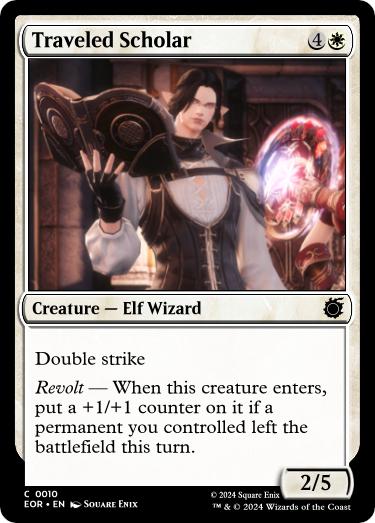 Traveled Scholar 4
Creature — Elf Wizard
Double strike
Revolt — When this creature enters,
put a +1/+1 counter on it if a
permanent you controlled left the
battlefield this turn.
2/5
C 0010
EOR • EN Square Enix
© 2024 Square Enix
™ & © 2024 Wizards of the Coast